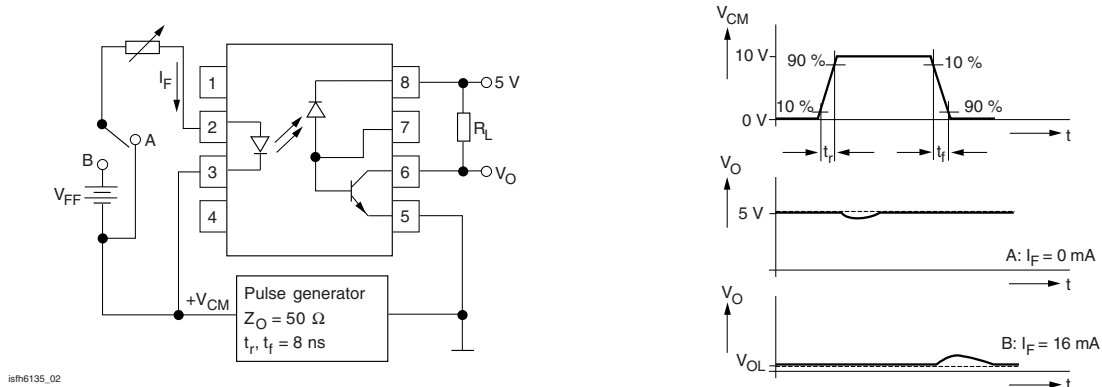 I_F
A
B
V_FF
1
2
3
4
8
7
6
5
5 V
R_L
V_O
+V_CM
Pulse generator
Z_O = 50 Ω
t_r, t_f = 8 ns
isfh6135_02
V_CM
10 V
90 %
10 %
10 %
90 %
0 V
t
t_r
t_f
V_O
5 V
A: I_F = 0 mA
t
V_O
B: I_F = 16 mA
V_OL
t